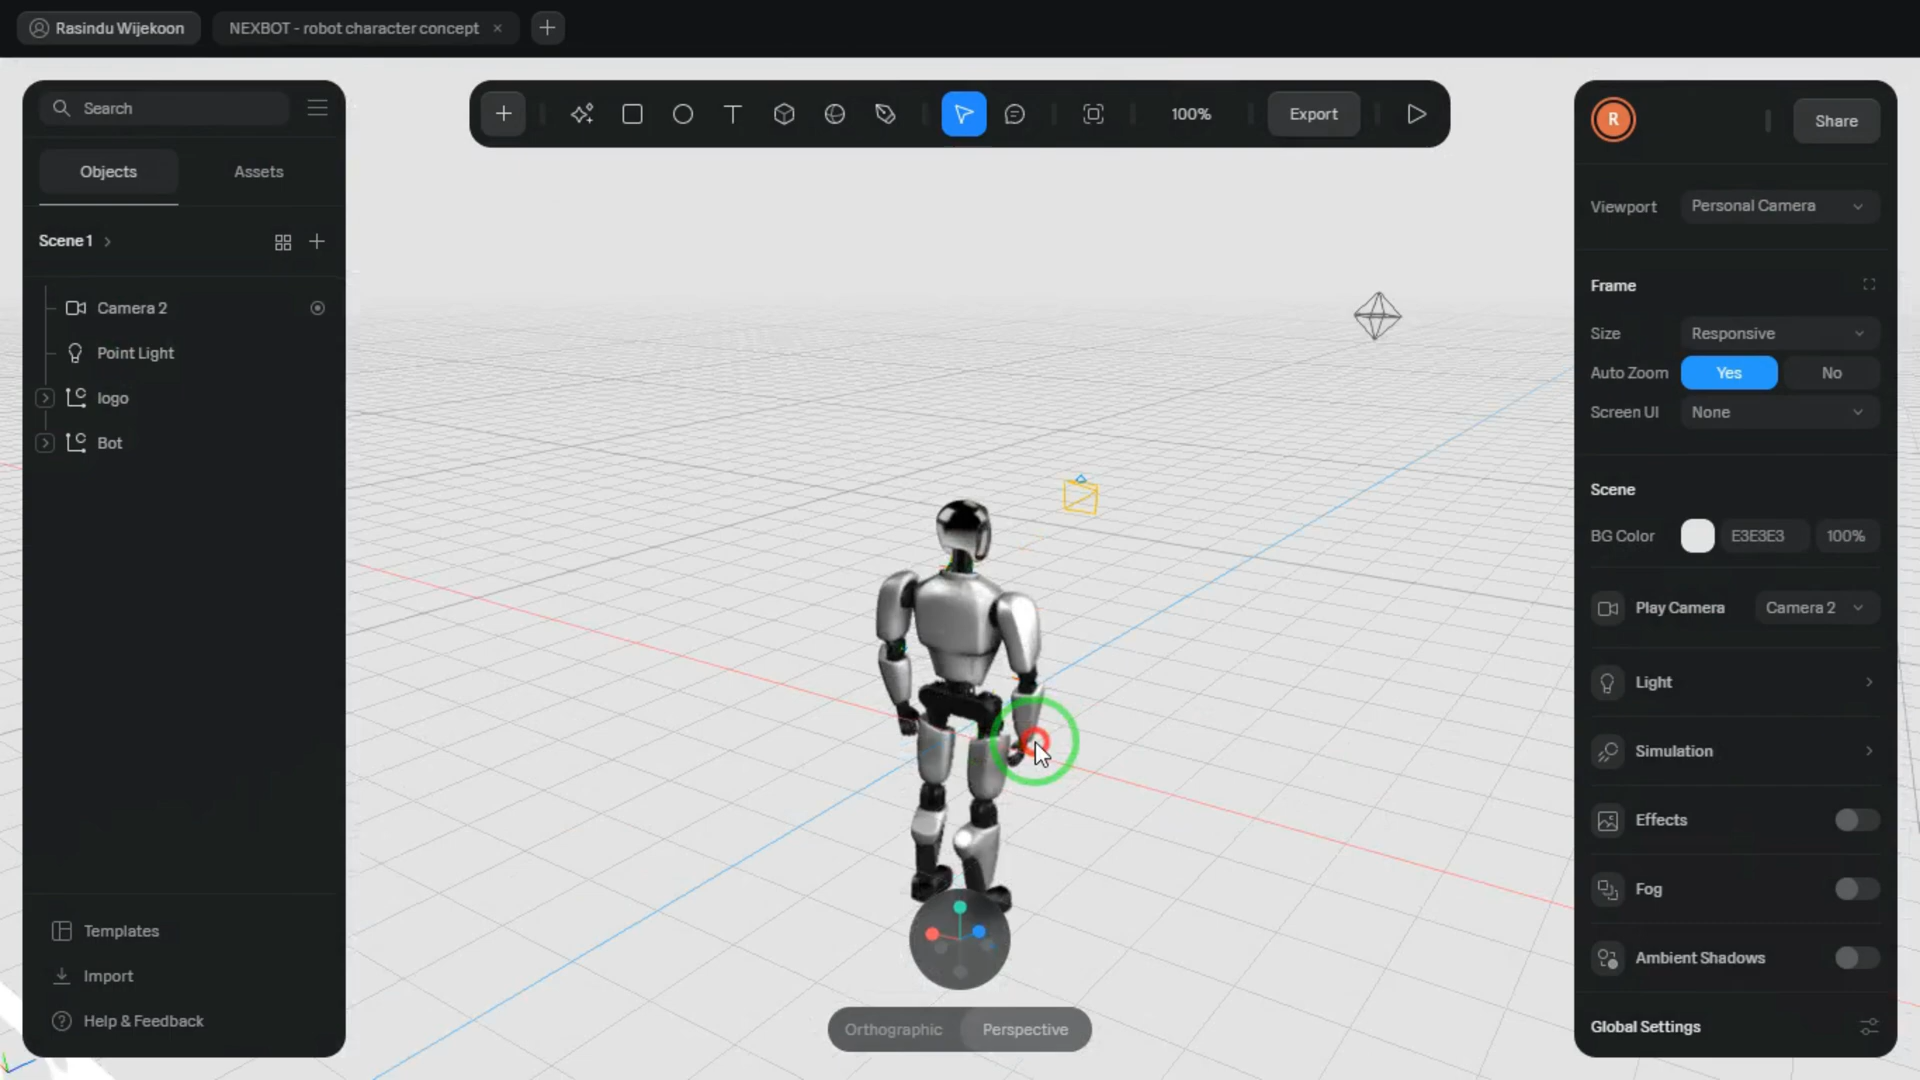 Rasindu Wijekoon
NEXBOT - robot character concept
Search
Objects
Assets
Scene 1
Camera 2
Point Light
logo
Bot
Templates
Import
Help & Feedback
100%
Export
Orthographic
Perspective
R
Share
Viewport
Personal Camera
Frame
Size
Responsive
Auto Zoom
Yes
No
Screen UI
None
Scene
BG Color
E3E3E3
100%
Play Camera
Camera 2
Light
Simulation
Effects
Fog
Ambient Shadows
Global Settings